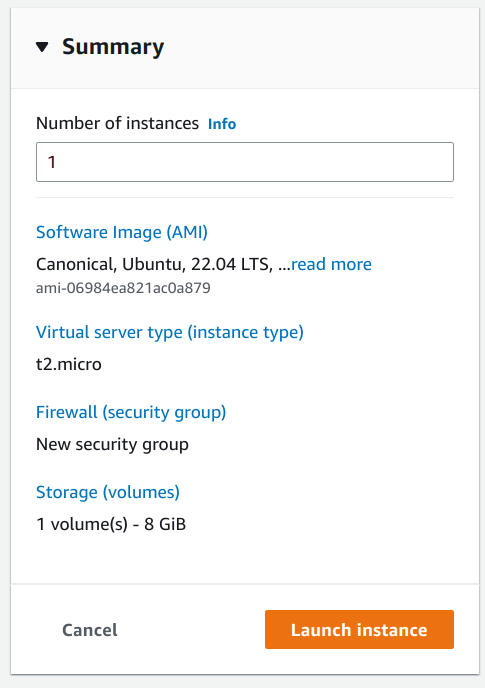 Summary
Number of instances Info
1
Software Image (AMI)
Canonical, Ubuntu, 22.04 LTS, ...read more
ami-06984ea821ac0a879
Virtual server type (instance type)
t2.micro
Firewall (security group)
New security group
Storage (volumes)
1 volume(s) - 8 GiB
Cancel
Launch instance